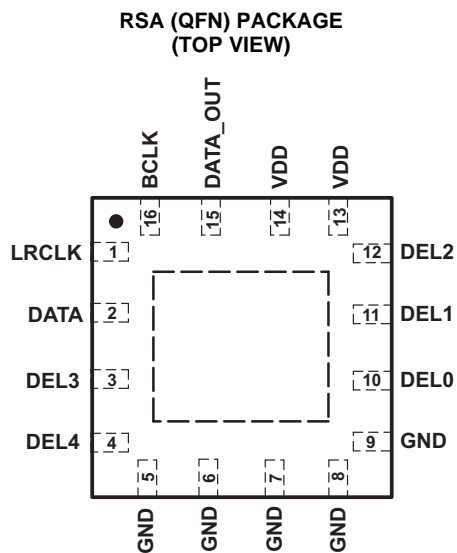 RSA (QFN) PACKAGE
(TOP VIEW)
BCLK
DATA_OUT
VDD
VDD
16
15
14
13
LRCLK 1
12 DEL2
DATA 2
11 DEL1
DEL3 3
10 DEL0
DEL4 4
9 GND
5
6
7
8
GND
GND
GND
GND